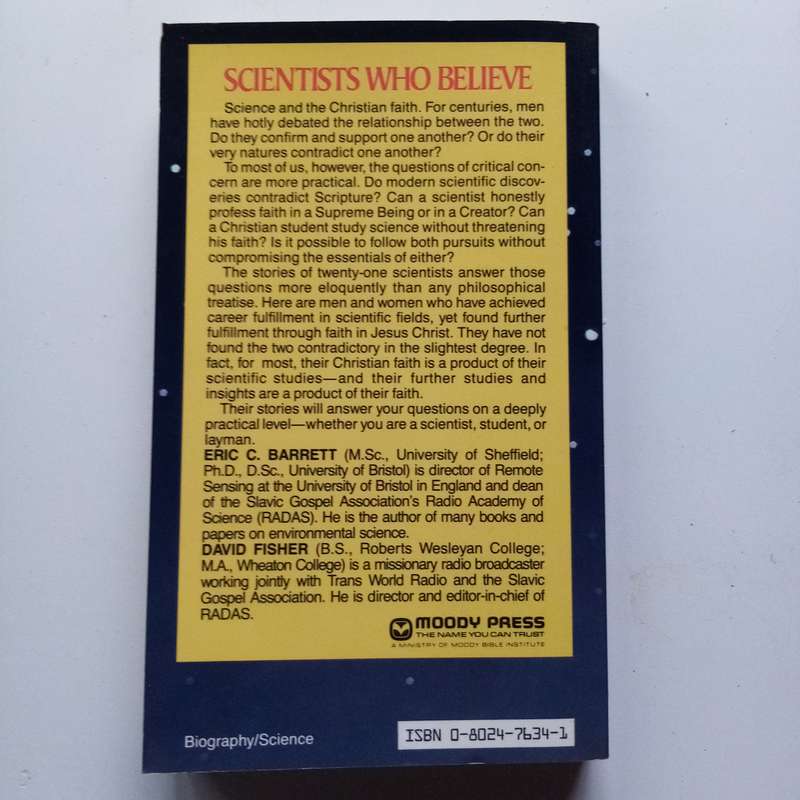 SCIENTISTS WHO BELIEVE
Science and the Christian faith. For centuries, men
have hotly debated the relationship between the two.
Do they confirm and support one another? Or do their
very natures contradict one another?
To most of us, however, the questions of critical con-
cern are more practical. Do modern scientific discov-
eries contradict Scripture? Can a scientist honestly
profess faith in a Supreme Being or in a Creator? Can
a Christian student study science without threatening
his faith? Is it possible to follow both pursuits without
compromising the essentials of either?
The stories of twenty-one scientists answer those
questions more eloquently than any philosophical
treatise. Here are men and women who have achieved
career fulfillment in scientific fields, yet found further
fulfillment through faith in Jesus Christ. They have not
found the two contradictory in the slightest degree. In
fact, for most, their Christian faith is a product of their
scientific studies—and their further studies and
insights are a product of their faith.
Their stories will answer your questions on a deeply
practical level—whether you are a scientist, student, or
layman.
ERIC C. BARRETT (M.Sc., University of Sheffield;
Ph.D., D.Sc., University of Bristol) is director of Remote
Sensing at the University of Bristol in England and dean
of the Slavic Gospel Association's Radio Academy of
Science (RADAS). He is the author of many books and
papers on environmental science.
DAVID FISHER (B.S., Roberts Wesleyan College;
M.A., Wheaton College) is a missionary radio broadcaster
working jointly with Trans World Radio and the Slavic
Gospel Association. He is director and editor-in-chief of
RADAS.
MOODY PRESS
THE NAME YOU CAN TRUST
A MINISTRY OF MOODY BIBLE INSTITUTE
Biography/Science
ISBN 0-8024-7634-1